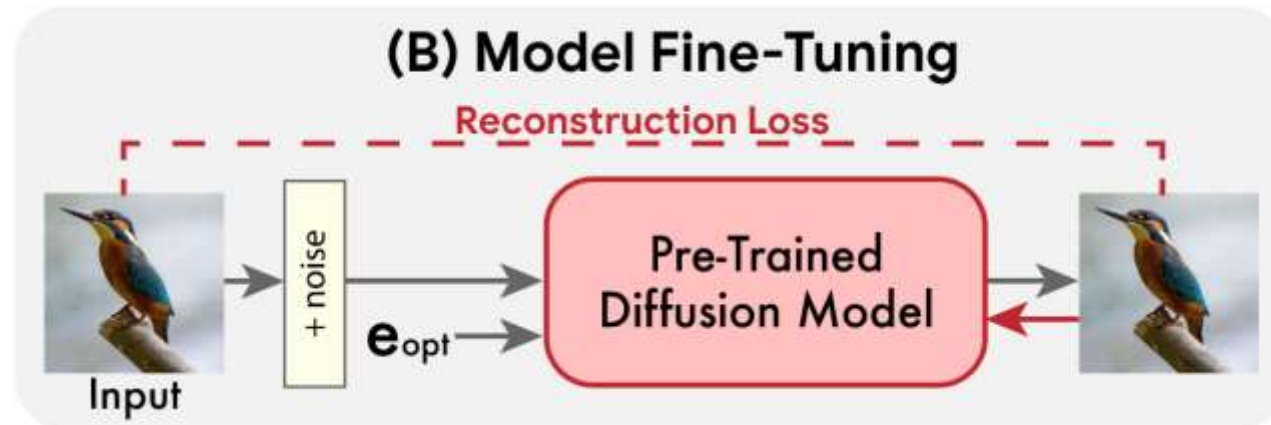 (B) Model Fine-Tuning
Reconstruction Loss
+ noise
Pre-Trained
Diffusion Model
eopt
Input